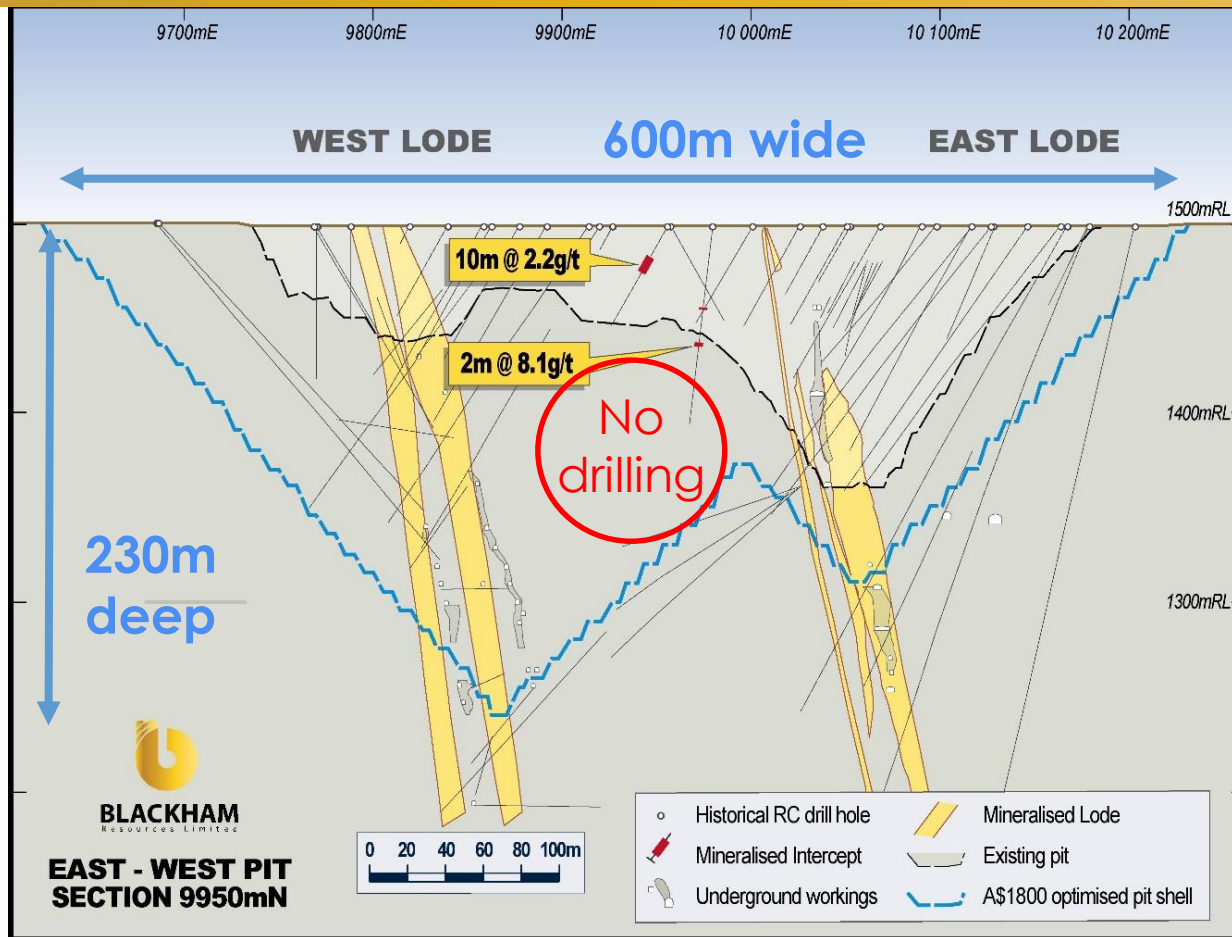 9700mE
9800mE
9900mE
10 000mE
10 100mE
10 200mE
WEST LODE
600m wide
EAST LODE
1500mRL
10m @ 2.2g/t
2m @ 8.1g/t
No
drilling
1400mRL
230m
deep
1300mRL
BLACKHAM
Resources Limited
EAST - WEST PIT
SECTION 9950mN
0 20 40 60 80 100m
Historical RC drill hole
Mineralised Lode
Mineralised Intercept
Existing pit
Underground workings
A$1800 optimised pit shell